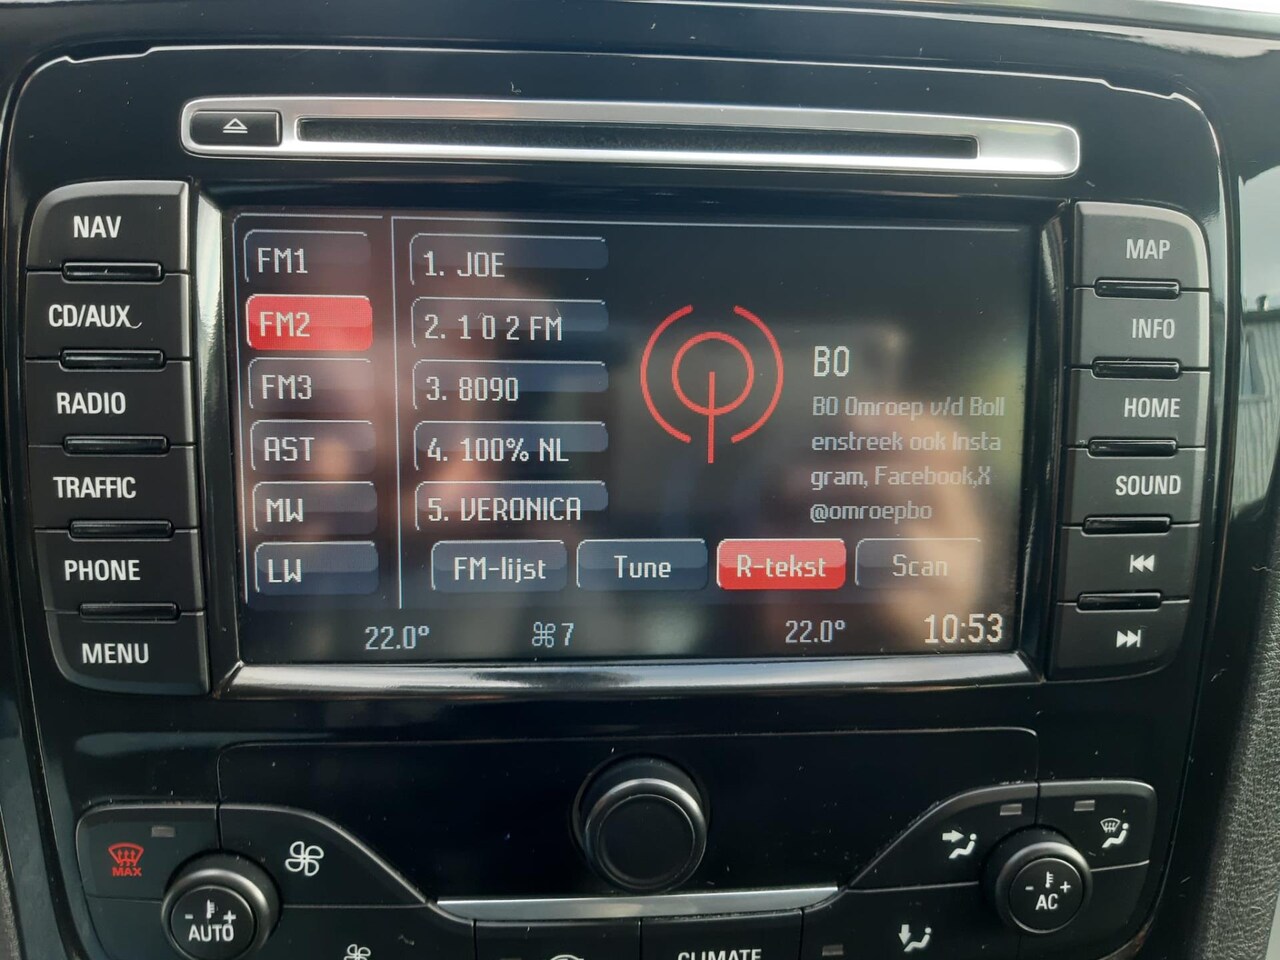 NAV
CD/AUX
RADIO
TRAFFIC
PHONE
MENU
FM1
FM2
FM3
AST
MW
LW
1. JOE
2. 1 0 2 FM
3. 8090
4. 100% NL
5. VERONICA
BO
BO Omroep v/d Boll
enstreek ook Insta
gram, Facebook,X
@omroepbo
FM-lijst
Tune
R-tekst
Scan
22.0°
7
22.0°
10:53
MAP
INFO
HOME
SOUND
MAX
- +
AUTO
- +
AC
CLIMATE